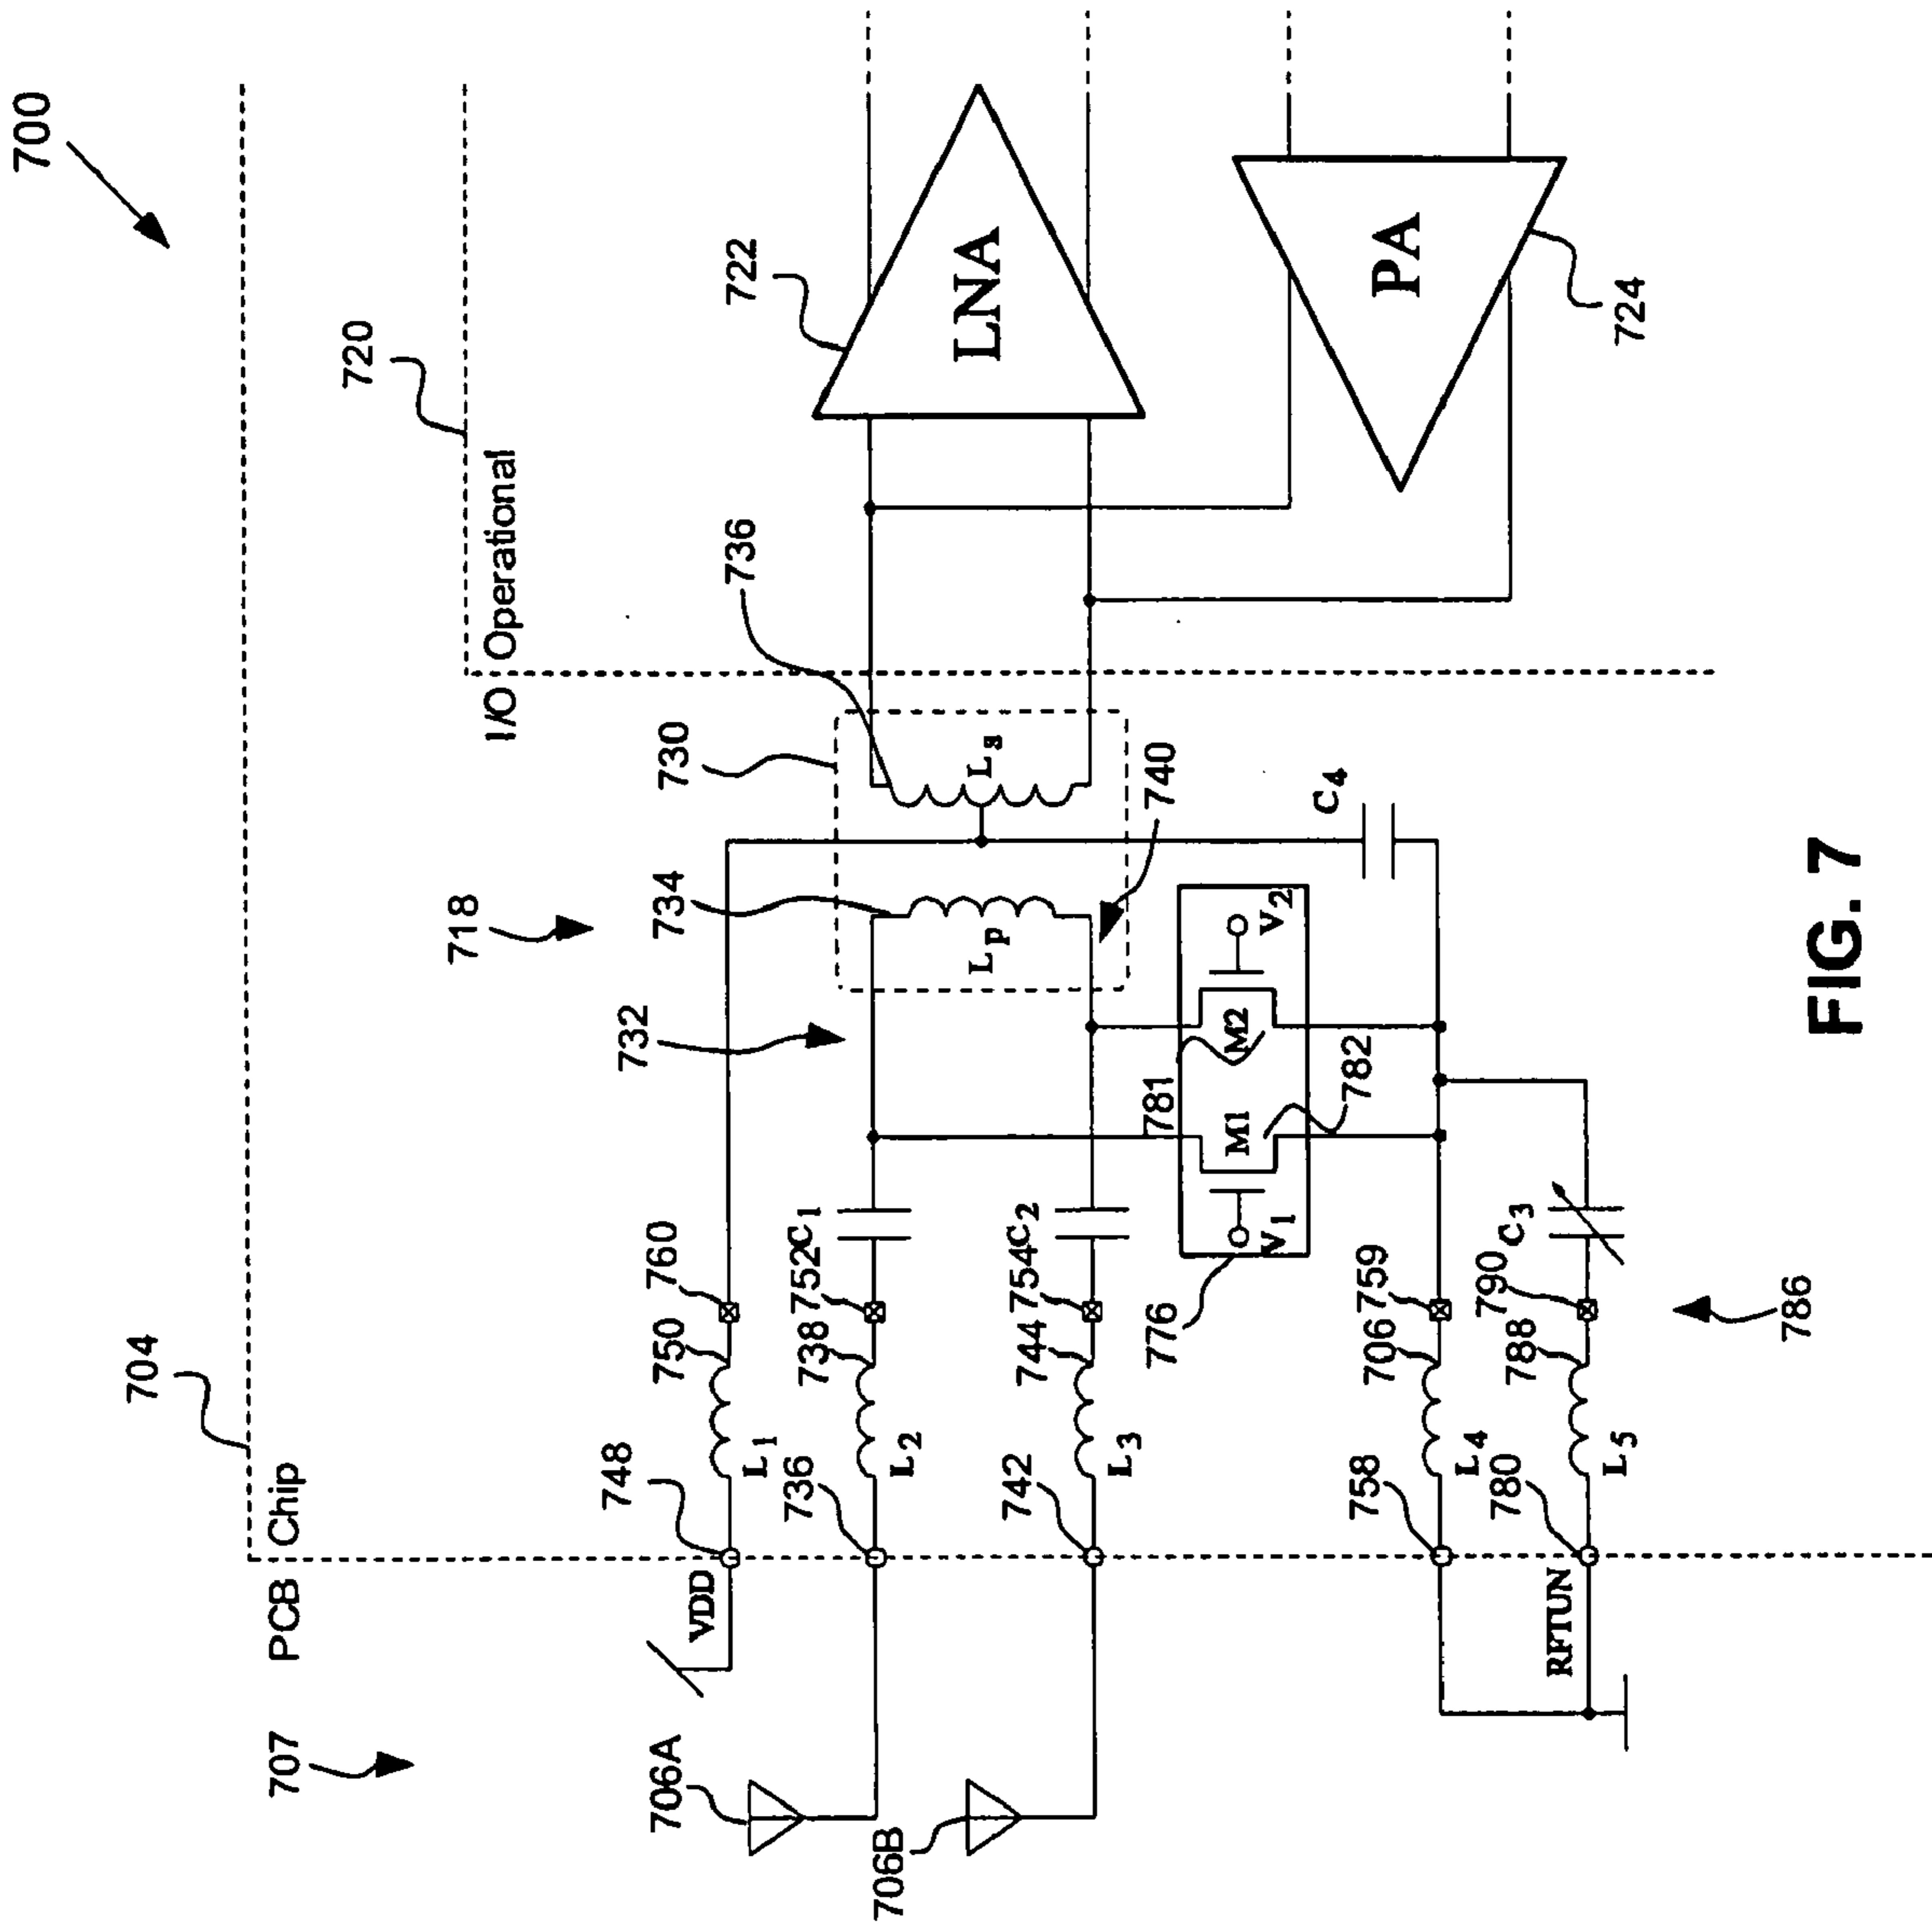 700
704
720
PCB
Chip
I/O
Operational
707
718
722
LNA
736
730
732
734
740
748
VDD
L1
750
760
706A
736
L2
738
752
C1
Lp
Ls
706B
742
L3
744
754
C2
776
781
M1
V1
M2
V2
782
C4
PA
724
758
L4
706
759
RFTUN
780
L5
788
790
C3
786
FIG. 7